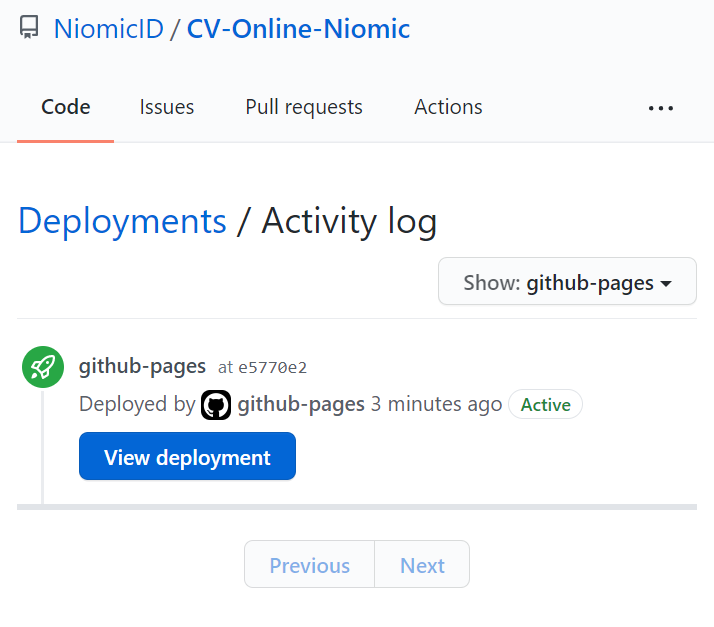 NiomicID / CV-Online-Niomic
Code Issues Pull requests Actions ...
Deployments / Activity log
Show: github-pages
github-pages at e5770e2
Deployed by github-pages 3 minutes ago Active
View deployment
Previous Next